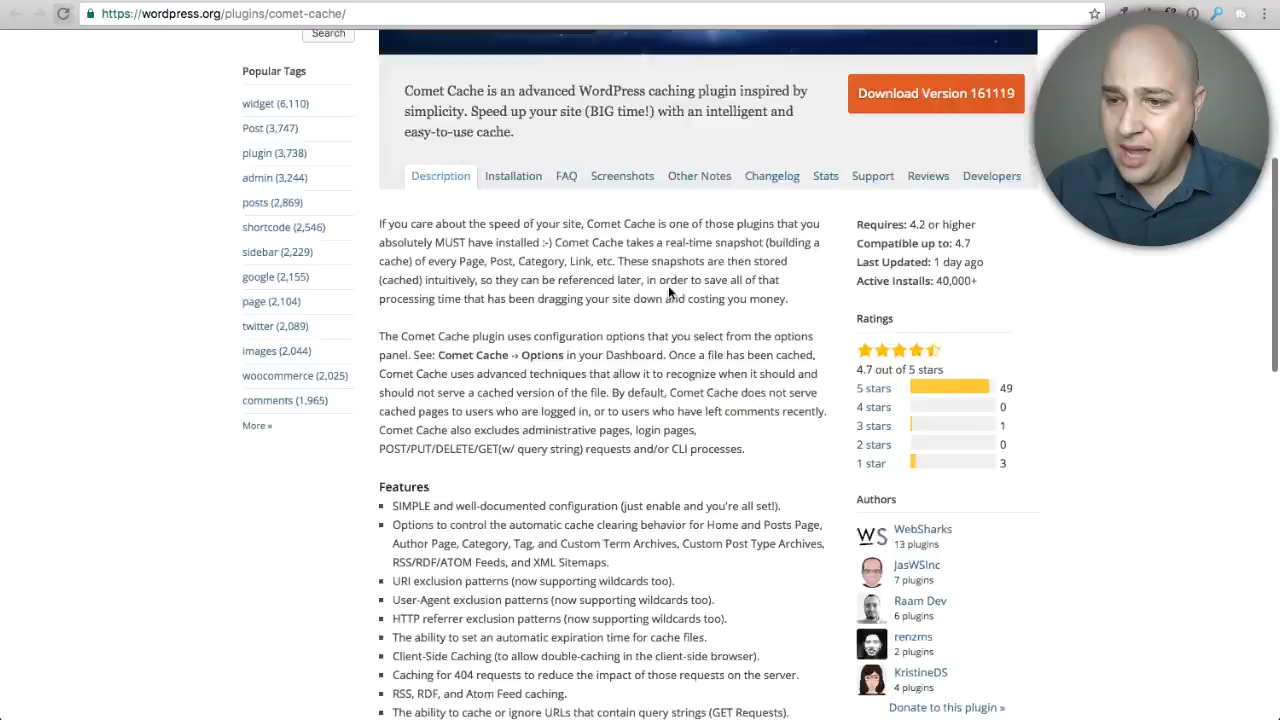 https://wordpress.org/plugins/comet-cache/
Search
Popular Tags
widget (6,110)
Post (3,747)
plugin (3,738)
admin (3,244)
posts (2,869)
shortcode (2,546)
sidebar (2,229)
google (2,155)
page (2,104)
twitter (2,089)
images (2,044)
woocommerce (2,025)
comments (1,965)
More »
Comet Cache is an advanced WordPress caching plugin inspired by
simplicity. Speed up your site (BIG time!) with an intelligent and
easy-to-use cache.
Download Version 161119
Description Installation FAQ Screenshots Other Notes Changelog Stats Support Reviews Developers
If you care about the speed of your site, Comet Cache is one of those plugins that you
absolutely MUST have installed :-) Comet Cache takes a real-time snapshot (building a
cache) of every Page, Post, Category, Link, etc. These snapshots are then stored
(cached) intuitively, so they can be referenced later, in order to save all of that
processing time that has been dragging your site down and costing you money.
The Comet Cache plugin uses configuration options that you select from the options
panel. See: Comet Cache -› Options in your Dashboard. Once a file has been cached,
Comet Cache uses advanced techniques that allow it to recognize when it should and
should not serve a cached version of the file. By default, Comet Cache does not serve
cached pages to users who are logged in, or to users who have left comments recently.
Comet Cache also excludes administrative pages, login pages,
POST/PUT/DELETE/GET(w/ query string) requests and/or CLI processes.
Features
SIMPLE and well-documented configuration (just enable and you're all set!).
Options to control the automatic cache clearing behavior for Home and Posts Page,
Author Page, Category, Tag, and Custom Term Archives, Custom Post Type Archives,
RSS/RDF/ATOM Feeds, and XML Sitemaps.
URI exclusion patterns (now supporting wildcards too).
User-Agent exclusion patterns (now supporting wildcards too).
HTTP referrer exclusion patterns (now supporting wildcards too).
The ability to set an automatic expiration time for cache files.
Client-Side Caching (to allow double-caching in the client-side browser).
Caching for 404 requests to reduce the impact of those requests on the server.
RSS, RDF, and Atom Feed caching.
The ability to cache or ignore URLs that contain query strings (GET Requests).
Requires: 4.2 or higher
Compatible up to: 4.7
Last Updated: 1 day ago
Active Installs: 40,000+
Ratings
4.7 out of 5 stars
5 stars 49
4 stars 0
3 stars 1
2 stars 0
1 star 3
Authors
WS
WebSharks
13 plugins
JasWSInc
7 plugins
Raam Dev
6 plugins
renzms
2 plugins
KristineDS
4 plugins
Donate to this plugin »